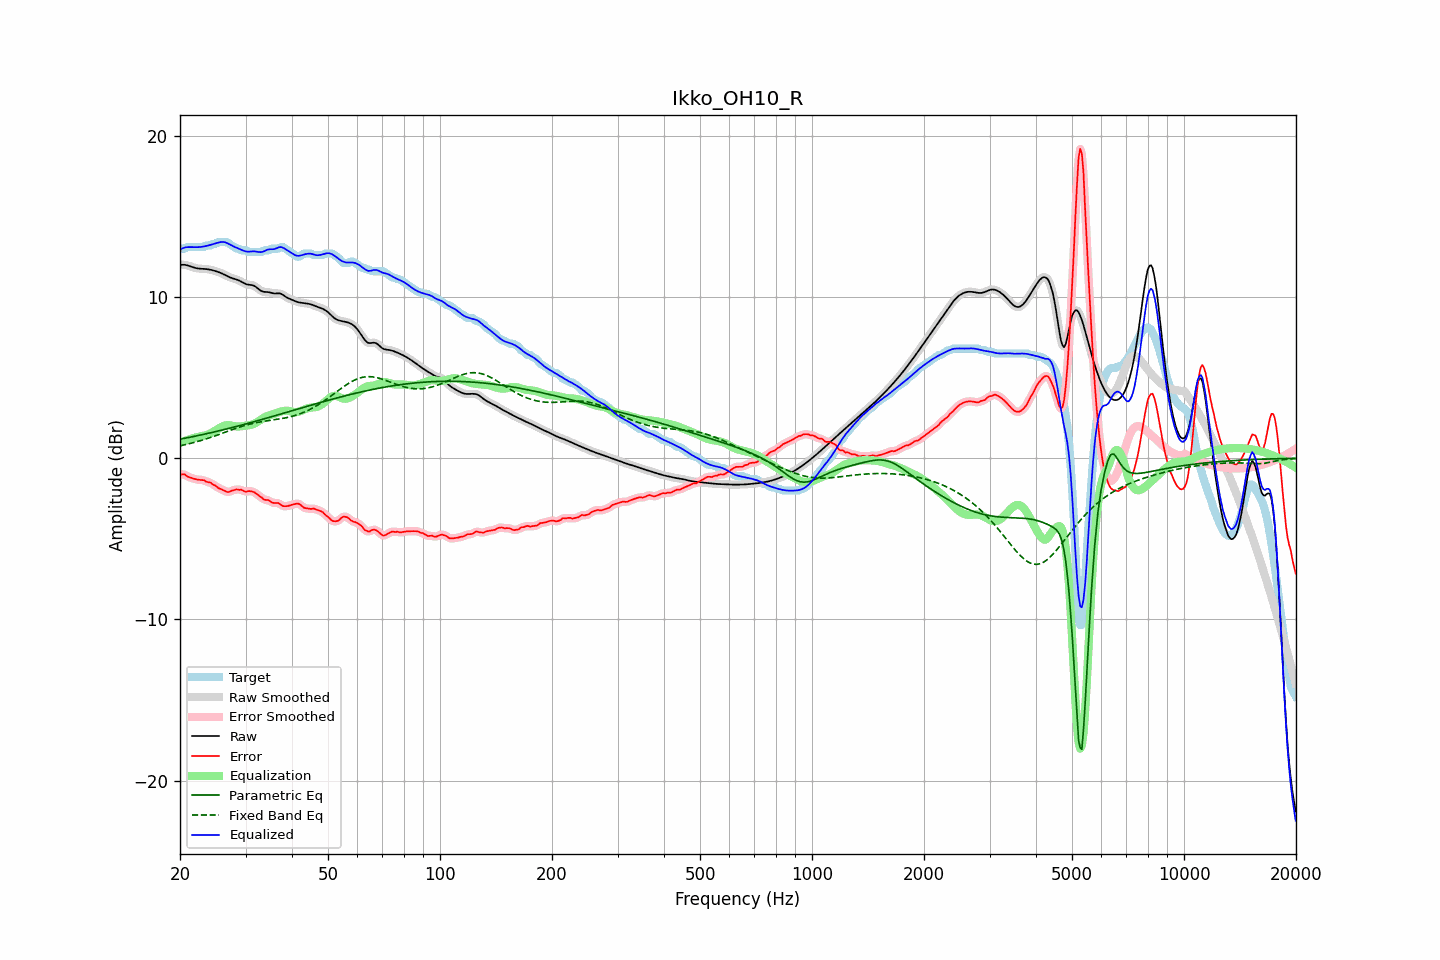 Ikko_OH10_R
Amplitude (dBr)
20
10
0
−10
−20
Target
Raw Smoothed
Error Smoothed
Raw
Error
Equalization
Parametric Eq
Fixed Band Eq
Equalized
20 50 100 200 500 1000 2000 5000 10000 20000
Frequency (Hz)